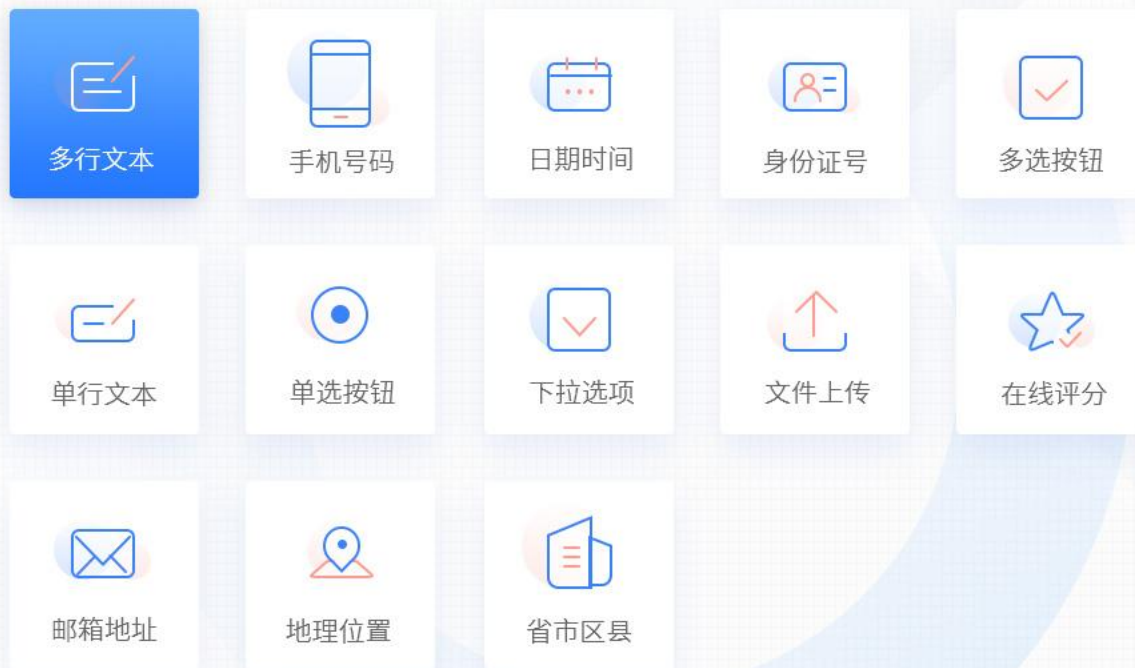 多行文本
手机号码
日期时间
身份证号
多选按钮
单行文本
单选按钮
下拉选项
文件上传
在线评分
邮箱地址
地理位置
省市区县